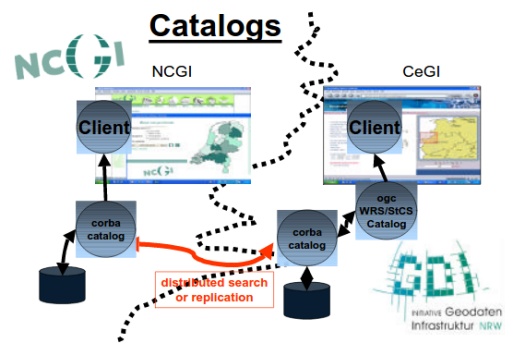 Catalogs
NCGI
NCGI
CeGI
Client
Client
corba
catalog
ogc
WRS/StCS
Catalog
corba
catalog
distributed search
or replication
GDI
INITIATIVE Geodaten
Infrastruktur NRW